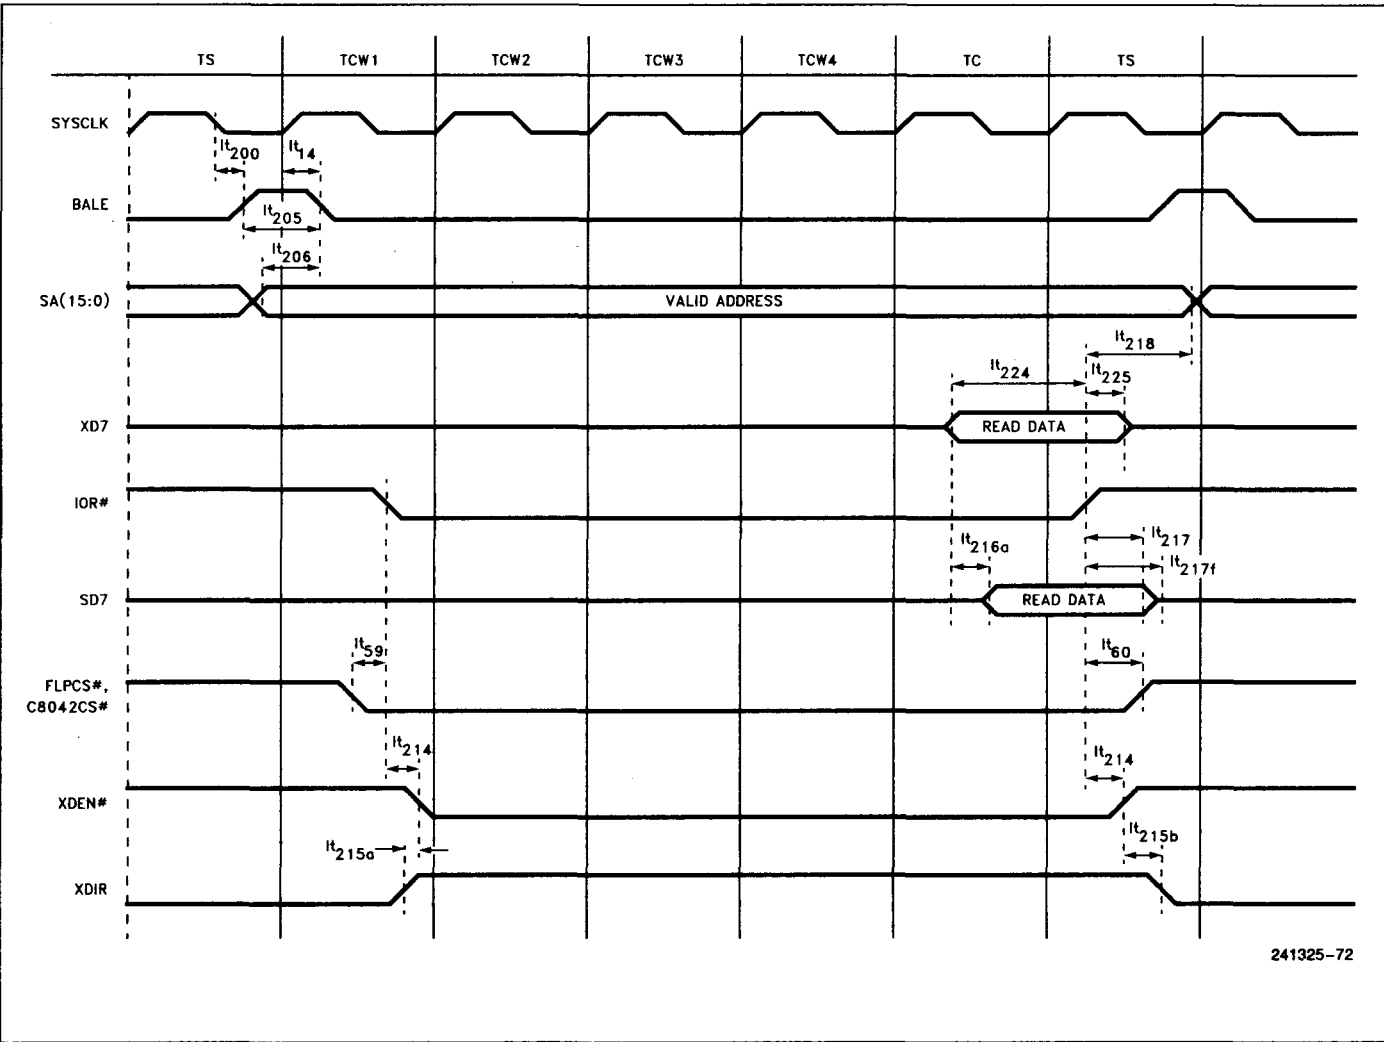 TS TCW1 TCW2 TCW3 TCW4 TC TS
SYSCLK
It200 It14
BALE
It205
It206
SA(15:0) VALID ADDRESS
It218
It224 It225
XD7 READ DATA
IOR#
It216a It217
It217f
SD7 READ DATA
It59 It60
FLPCS#,
C8042CS#
It214 It214
XDEN#
It215a It215b
XDIR
241325-72